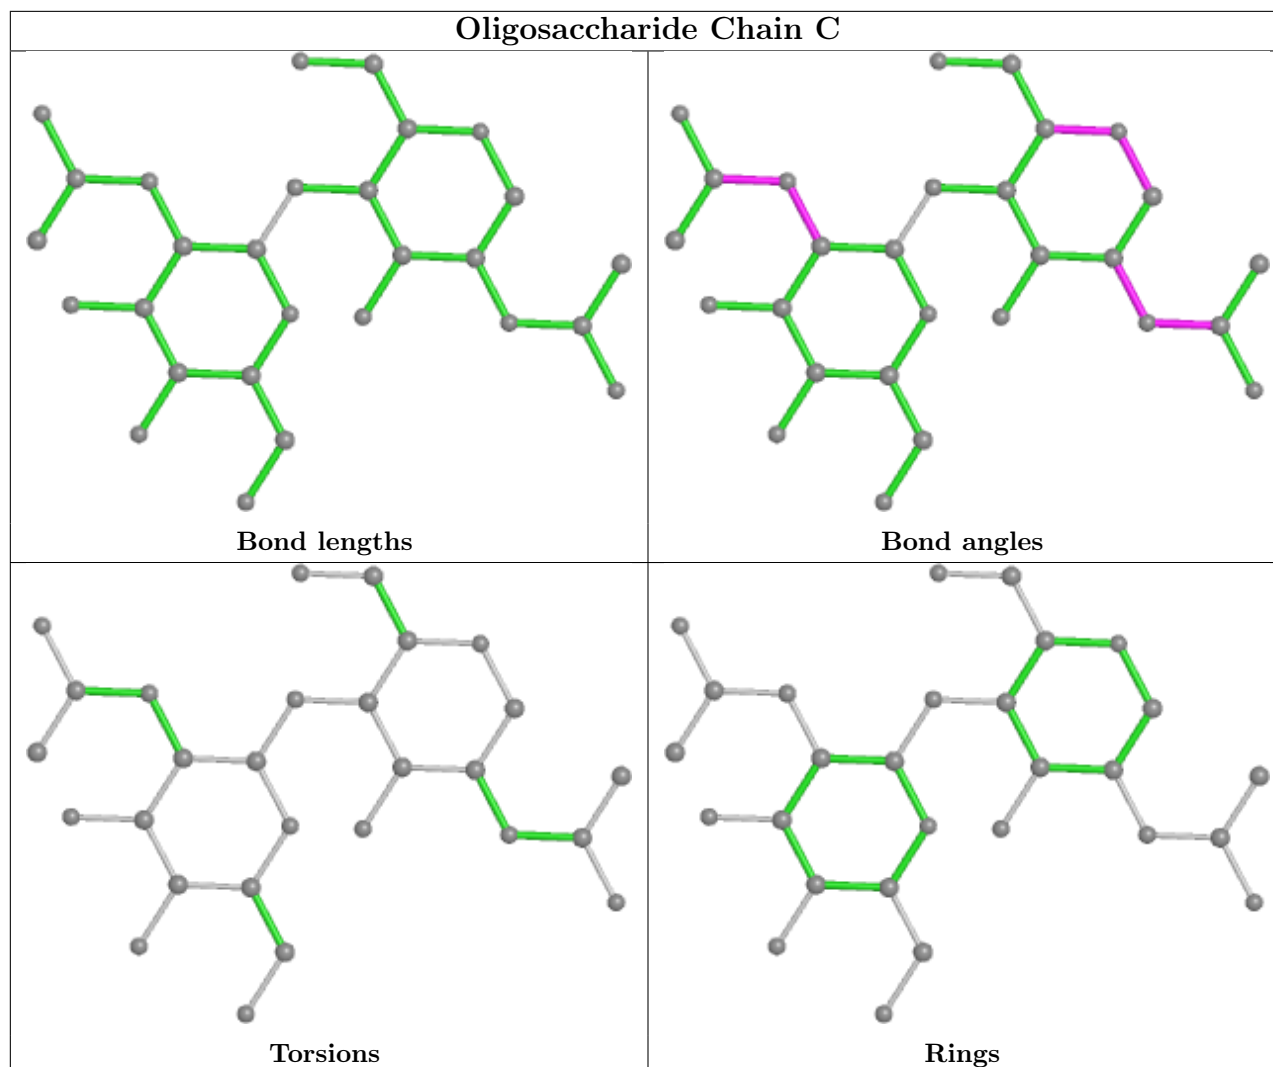 Oligosaccharide Chain C
Bond lengths
Bond angles
Torsions
Rings